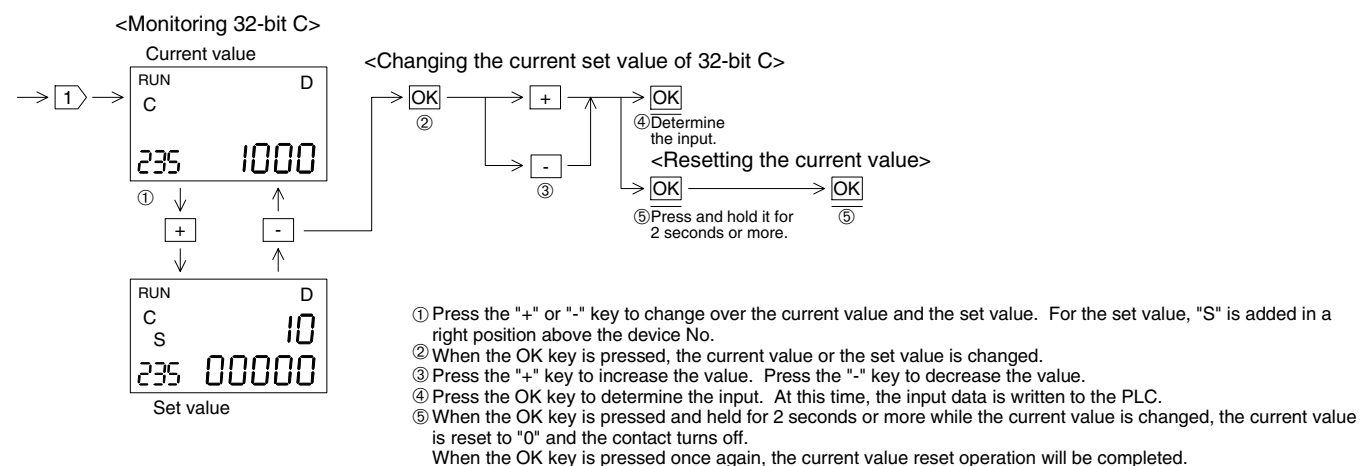 <Monitoring 32-bit C>
Current value
<Changing the current set value of 32-bit C>
1
RUN D
C
235 1000
OK
②
+
-
③
OK
④Determine
the input.
<Resetting the current value>
OK
⑤Press and hold it for
2 seconds or more.
OK
⑤
①
+
-
RUN D
C
S 10
235 00000
Set value
① Press the "+" or "-" key to change over the current value and the set value. For the set value, "S" is added in a
right position above the device No.
② When the OK key is pressed, the current value or the set value is changed.
③ Press the "+" key to increase the value. Press the "-" key to decrease the value.
④ Press the OK key to determine the input. At this time, the input data is written to the PLC.
⑤ When the OK key is pressed and held for 2 seconds or more while the current value is changed, the current value
is reset to "0" and the contact turns off.
When the OK key is pressed once again, the current value reset operation will be completed.